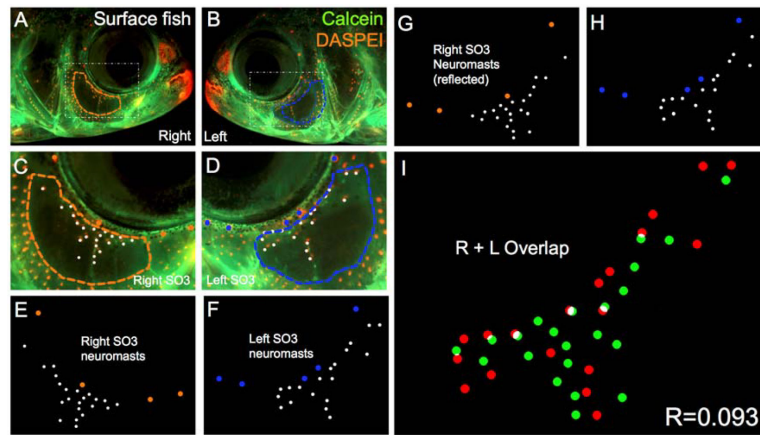 A
Surface fish
Right
B
Calcein
DASPEI
Left
C
Right SO3
D
Left SO3
E
Right SO3
neuromasts
F
Left SO3
neuromasts
G
Right SO3
Neuromasts
(reflected)
H
I
R + L Overlap
R=0.093